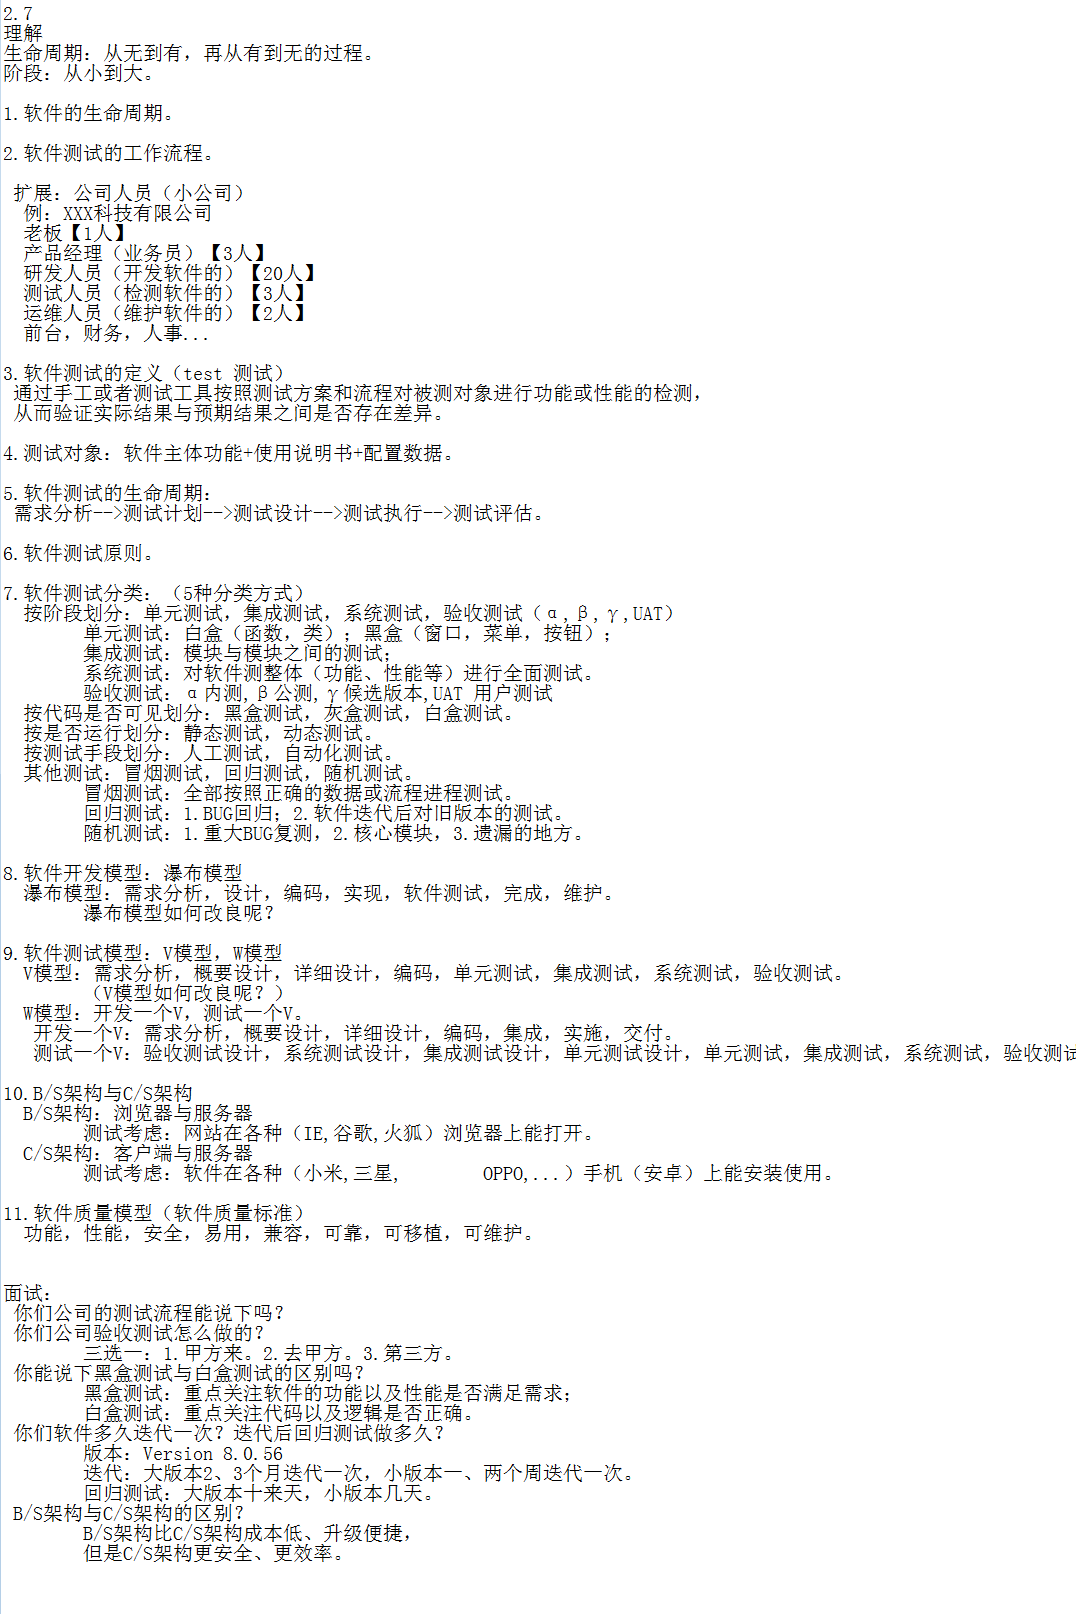 2.7
理解
生命周期：从无到有，再从有到无的过程。
阶段：从小到大。
1.软件的生命周期。
2.软件测试的工作流程。
扩展：公司人员（小公司）
例：XXX科技有限公司
老板【1人】
产品经理（业务员）【3人】
研发人员（开发软件的）【20人】
测试人员（检测软件的）【3人】
运维人员（维护软件的）【2人】
前台，财务，人事...
3.软件测试的定义（test 测试）
通过手工或者测试工具按照测试方案和流程对被测对象进行功能或性能的检测，
从而验证实际结果与预期结果之间是否存在差异。
4.测试对象：软件主体功能+使用说明书+配置数据。
5.软件测试的生命周期：
需求分析-->测试计划-->测试设计-->测试执行-->测试评估。
6.软件测试原则。
7.软件测试分类：（5种分类方式）
按阶段划分：单元测试，集成测试，系统测试，验收测试（α,β,γ,UAT）
单元测试：白盒（函数，类）；黑盒（窗口，菜单，按钮）；
集成测试：模块与模块之间的测试；
系统测试：对软件测整体（功能、性能等）进行全面测试。
验收测试：α内测,β公测,γ候选版本,UAT 用户测试
按代码是否可见划分：黑盒测试，灰盒测试，白盒测试。
按是否运行划分：静态测试，动态测试。
按测试手段划分：人工测试，自动化测试。
其他测试：冒烟测试，回归测试，随机测试。
冒烟测试：全部按照正确的数据或流程进程测试。
回归测试：1.BUG回归；2.软件迭代后对旧版本的测试。
随机测试：1.重大BUG复测，2.核心模块，3.遗漏的地方。
8.软件开发模型：瀑布模型
瀑布模型：需求分析，设计，编码，实现，软件测试，完成，维护。
瀑布模型如何改良呢？
9.软件测试模型：V模型，W模型
V模型：需求分析，概要设计，详细设计，编码，单元测试，集成测试，系统测试，验收测试。
（V模型如何改良呢？）
W模型：开发一个V，测试一个V。
开发一个V：需求分析，概要设计，详细设计，编码，集成，实施，交付。
测试一个V：验收测试设计，系统测试设计，集成测试设计，单元测试设计，单元测试，集成测试，系统测试，验收测试
10.B/S架构与C/S架构
B/S架构：浏览器与服务器
测试考虑：网站在各种（IE,谷歌,火狐）浏览器上能打开。
C/S架构：客户端与服务器
测试考虑：软件在各种（小米,三星, OPPO,...）手机（安卓）上能安装使用。
11.软件质量模型（软件质量标准）
功能，性能，安全，易用，兼容，可靠，可移植，可维护。
面试：
你们公司的测试流程能说下吗？
你们公司验收测试怎么做的？
三选一：1.甲方来。2.去甲方。3.第三方。
你能说下黑盒测试与白盒测试的区别吗？
黑盒测试：重点关注软件的功能以及性能是否满足需求；
白盒测试：重点关注代码以及逻辑是否正确。
你们软件多久迭代一次？迭代后回归测试做多久？
版本：Version 8.0.56
迭代：大版本2、3个月迭代一次，小版本一、两个周迭代一次。
回归测试：大版本十来天，小版本几天。
B/S架构与C/S架构的区别？
B/S架构比C/S架构成本低、升级便捷，
但是C/S架构更安全、更效率。